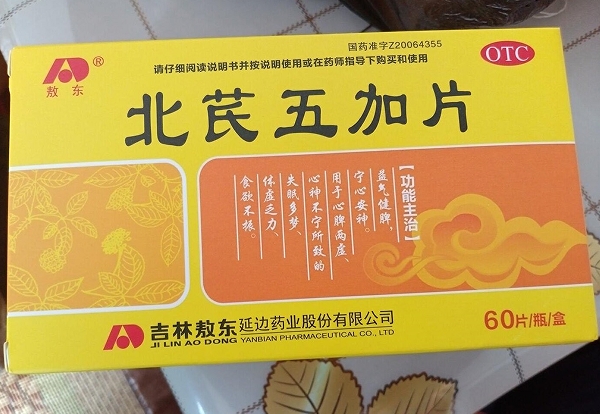 国药准字Z20064355
OTC
请仔细阅读说明书并按说明使用或在药师指导下购买和使用
®
敖东
北芪五加片
【功能主治】
益气健脾，
宁心安神。
用于心脾两虚、
心神不宁所致的
失眠多梦、
体虚乏力、
食欲不振。
吉林敖东延边药业股份有限公司
JI LIN AO DONG YANBIAN PHARMACEUTICAL CO., LTD.
60片/瓶/盒